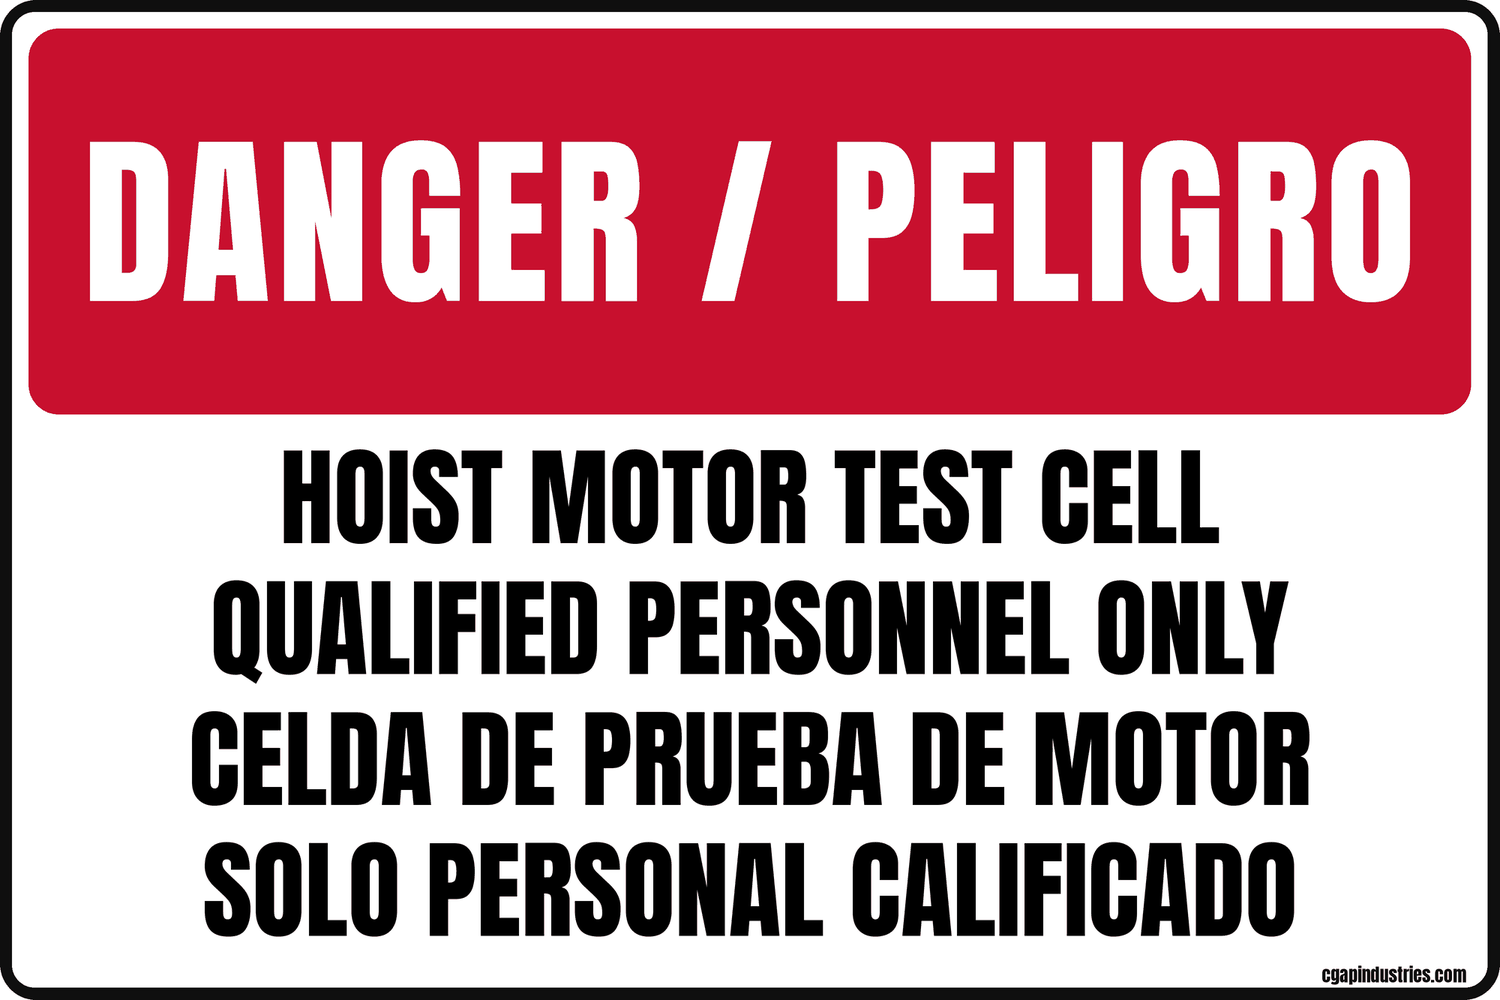 DANGER / PELIGRO
HOIST MOTOR TEST CELL
QUALIFIED PERSONNEL ONLY
CELDA DE PRUEBA DE MOTOR
SOLO PERSONAL CALIFICADO
cgapindustries.com